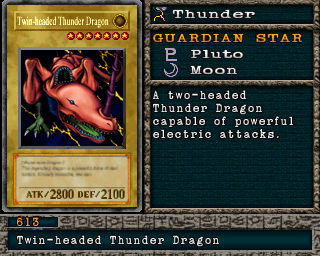 Twin-headed Thunder Dragon
ATK/2800 DEF/2100
Thunder
GUARDIAN STAR
Pluto
Moon
A two-headed
Thunder Dragon
capable of powerful
electric attacks.
613
Twin-headed Thunder Dragon